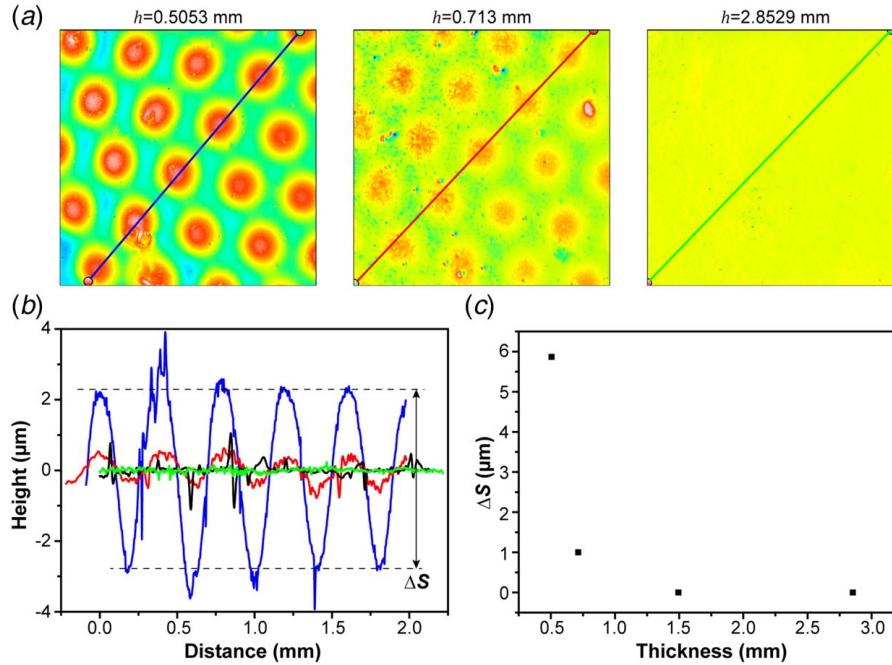 (a)
h=0.5053 mm
h=0.713 mm
h=2.8529 mm
(b)
4
2
0
-2
-4
Height (μm)
0.0
0.5
1.0
1.5
2.0
Distance (mm)
ΔS
(c)
6
5
4
3
2
1
0
ΔS (μm)
0.5
1.0
1.5
2.0
2.5
3.0
Thickness (mm)